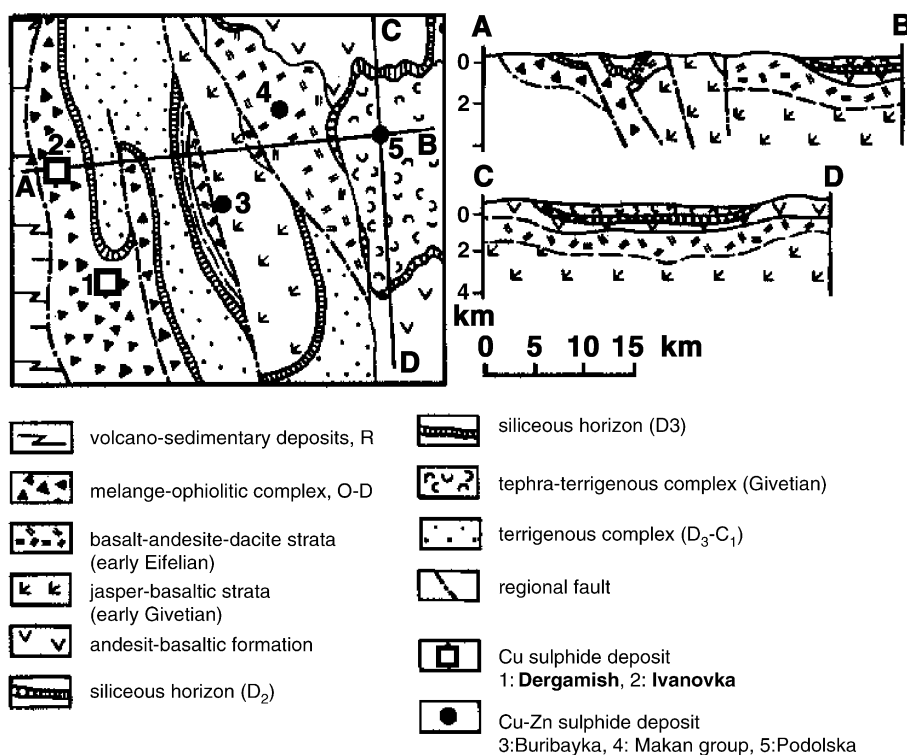 C
A
B
4
0
2
2
5
B
A
3
1
D
C
D
0
2
4
km
0 5 10 15 km
volcano-sedimentary deposits, R
melange-ophiolitic complex, O-D
basalt-andesite-dacite strata
(early Eifelian)
jasper-basaltic strata
(early Givetian)
andesit-basaltic formation
siliceous horizon (D2)
siliceous horizon (D3)
tephra-terrigenous complex (Givetian)
terrigenous complex (D3-C1)
regional fault
Cu sulphide deposit
1: Dergamish, 2: Ivanovka
Cu-Zn sulphide deposit
3:Buribayka, 4: Makan group, 5:Podolska